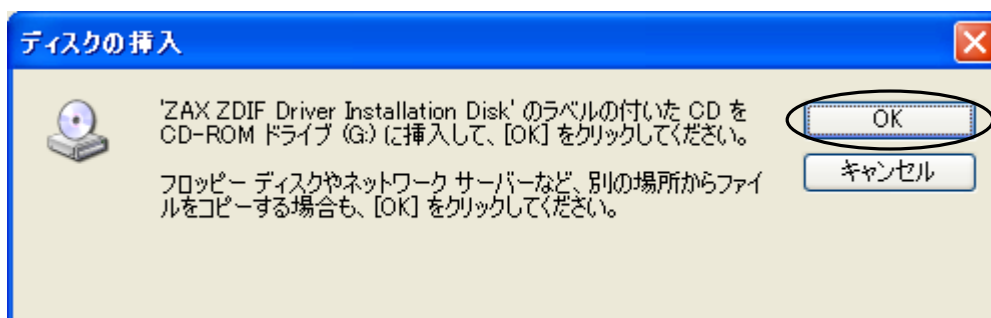 ディスクの挿入
'ZAX ZDIF Driver Installation Disk' のラベルの付いた CD を
CD-ROM ドライブ (G:) に挿入して、[OK] をクリックしてください。
フロッピー ディスクやネットワーク サーバーなど、別の場所からファイ
ルをコピーする場合も、[OK] をクリックしてください。
OK
キャンセル